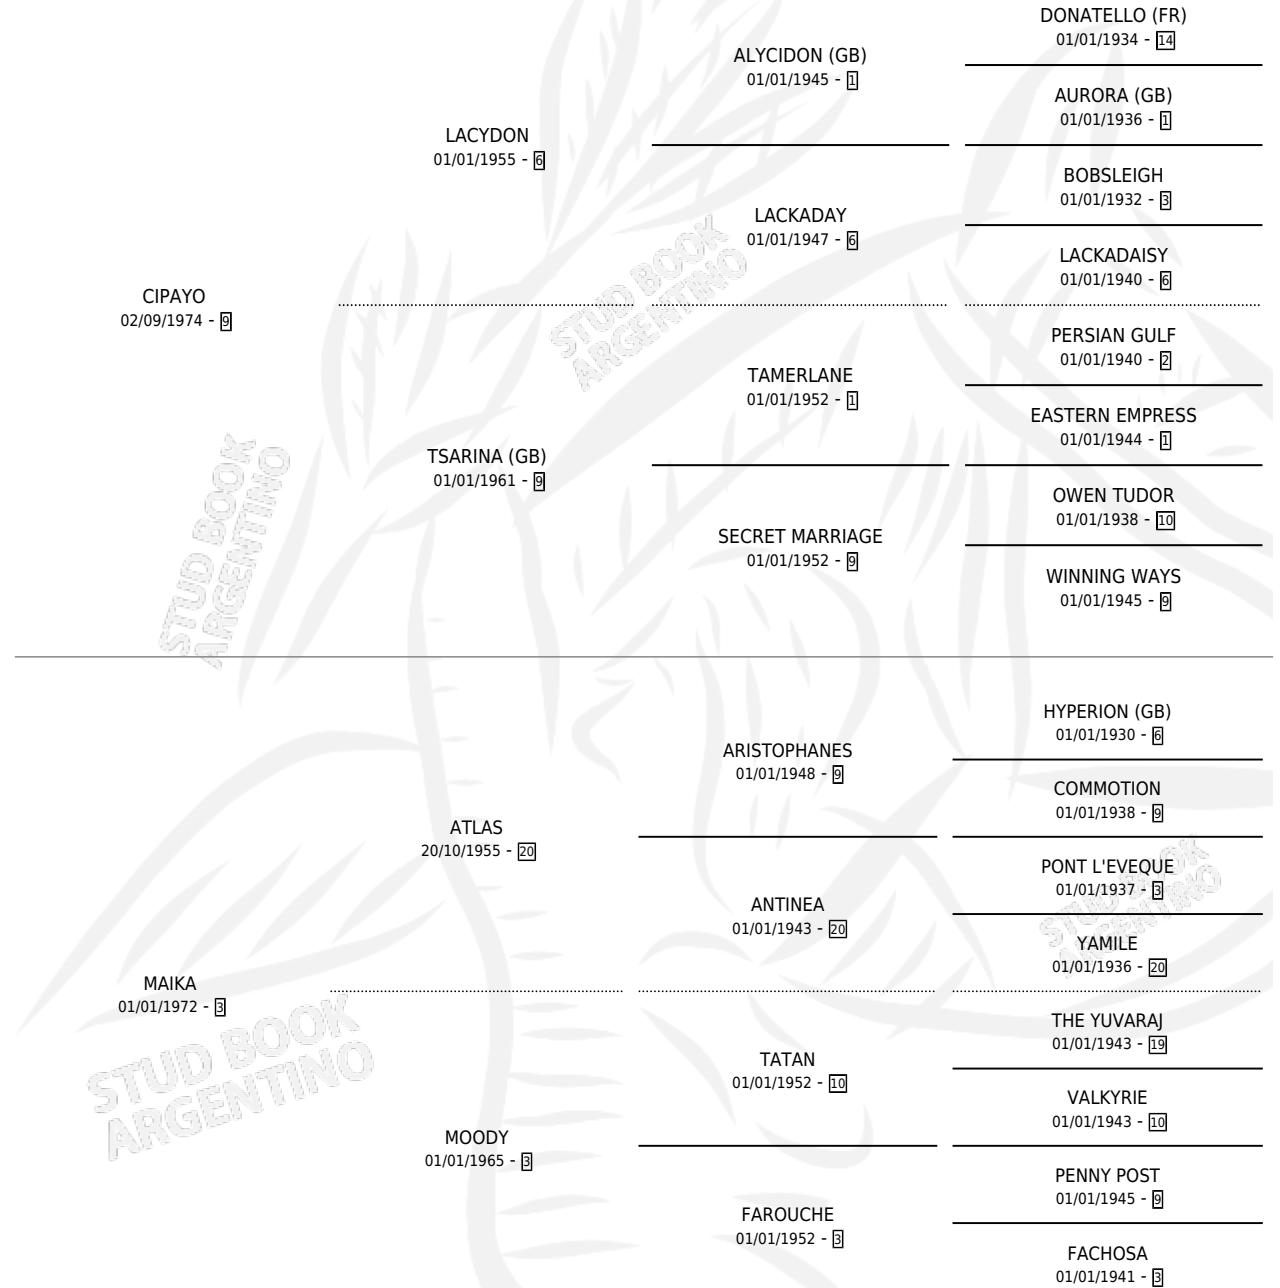 DONATELLO (FR)
01/01/1934 - 14
ALYCIDON (GB)
01/01/1945 - 1
AURORA (GB)
01/01/1936 - 1
LACYDON
01/01/1955 - 6
BOBSLEIGH
01/01/1932 - 3
LACKADAY
01/01/1947 - 6
LACKADAISY
01/01/1940 - 6
CIPAYO
02/09/1974 - 9
PERSIAN GULF
01/01/1940 - 2
TAMERLANE
01/01/1952 - 1
EASTERN EMPRESS
01/01/1944 - 1
TSARINA (GB)
01/01/1961 - 9
OWEN TUDOR
01/01/1938 - 10
SECRET MARRIAGE
01/01/1952 - 9
WINNING WAYS
01/01/1945 - 9
HYPERION (GB)
01/01/1930 - 6
ARISTOPHANES
01/01/1948 - 9
COMMOTION
01/01/1938 - 9
ATLAS
20/10/1955 - 20
PONT L'EVEQUE
01/01/1937 - 3
ANTINEA
01/01/1943 - 20
YAMILE
01/01/1936 - 20
MAIKA
01/01/1972 - 3
THE YUVARAJ
01/01/1943 - 19
TATAN
01/01/1952 - 10
VALKYRIE
01/01/1943 - 10
MOODY
01/01/1965 - 3
PENNY POST
01/01/1945 - 9
FAROUCHE
01/01/1952 - 3
FACHOSA
01/01/1941 - 3
STUD BOOK
ARGENTINO
STUD BOOK
ARGENTINO
STUD BOOK
ARGENTINO
STUD BOOK
ARGENTINO